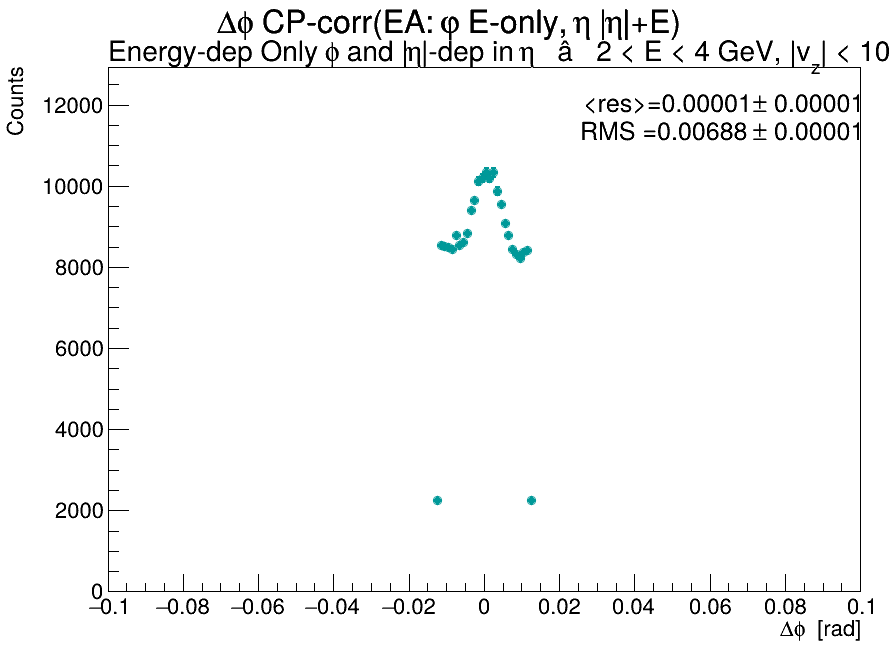 Δϕ CP-corr(EA: φ E-only, η |η|+E)
Energy-dep Only ϕ and |η|-dep in η â 2 < E < 4 GeV, |v_z| < 10
Counts
<res>=0.00001± 0.00001
RMS =0.00688± 0.00001
12000
10000
8000
6000
4000
2000
0
−0.1 −0.08 −0.06 −0.04 −0.02 0 0.02 0.04 0.06 0.08 0.1
Δϕ [rad]